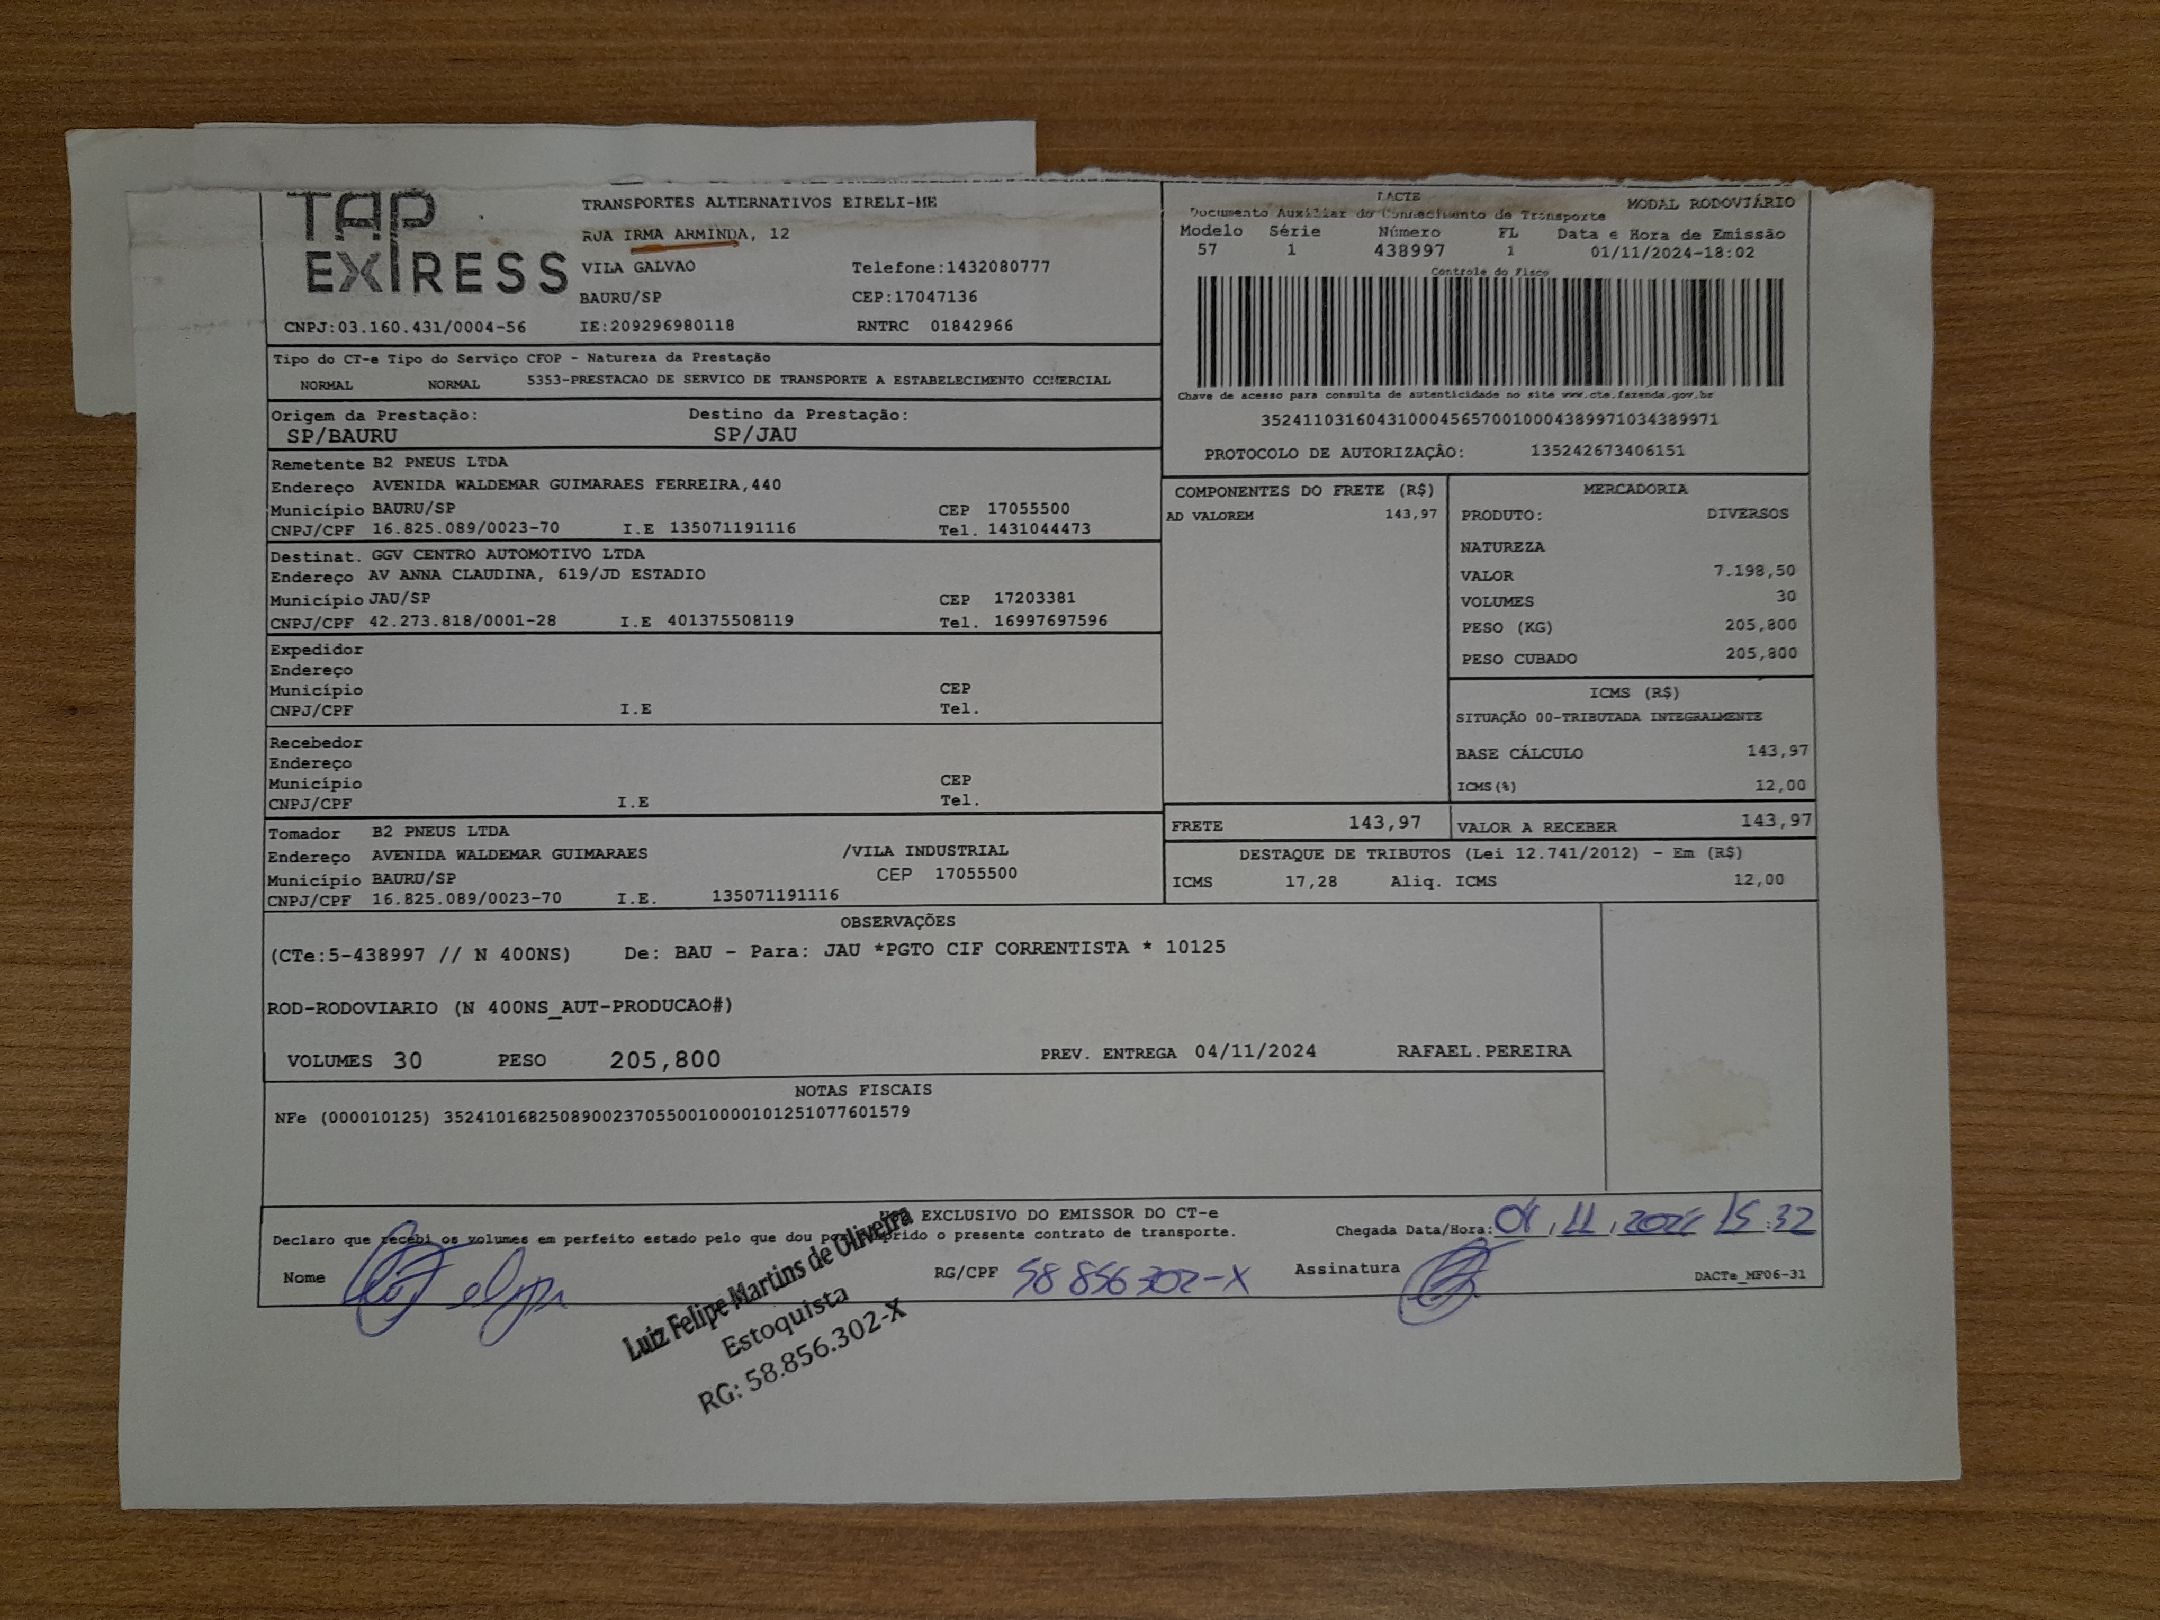 TAP
EXPRESS
TRANSPORTES ALTERNATIVOS EIRELI-ME
RUA IRMA ARMINDA, 12
VILA GALVAO Telefone:1432080777
BAURU/SP CEP:17047136
CNPJ:03.160.431/0004-56 IE:209296980118 RNTRC 01842966
DACTE MODAL RODOVIÁRIO
Documento Auxiliar do Conhecimento de Transporte
Modelo Série Número FL Data e Hora de Emissão
57 1 438997 1 01/11/2024-18:02
Controle do Fisco
Chave de acesso para consulta de autenticidade no site www.cte.fazenda.gov.br
35241103160431000456570010004389971034389971
PROTOCOLO DE AUTORIZAÇÃO: 135242673406151
Tipo do CT-e Tipo do Serviço CFOP - Natureza da Prestação
NORMAL NORMAL 5353-PRESTACAO DE SERVICO DE TRANSPORTE A ESTABELECIMENTO COMERCIAL
Origem da Prestação: Destino da Prestação:
SP/BAURU SP/JAU
Remetente B2 PNEUS LTDA
Endereço AVENIDA WALDEMAR GUIMARAES FERREIRA,440
Município BAURU/SP CEP 17055500
CNPJ/CPF 16.825.089/0023-70 I.E 135071191116 Tel. 1431044473
Destinat. GGV CENTRO AUTOMOTIVO LTDA
Endereço AV ANNA CLAUDINA, 619/JD ESTADIO
Município JAU/SP CEP 17203381
CNPJ/CPF 42.273.818/0001-28 I.E 401375508119 Tel. 16997697596
Expedidor
Endereço
Município CEP
CNPJ/CPF I.E Tel.
Recebedor
Endereço
Município CEP
CNPJ/CPF I.E Tel.
Tomador B2 PNEUS LTDA
Endereço AVENIDA WALDEMAR GUIMARAES /VILA INDUSTRIAL
Município BAURU/SP CEP 17055500
CNPJ/CPF 16.825.089/0023-70 I.E. 135071191116
COMPONENTES DO FRETE (R$)
AD VALOREM 143,97
MERCADORIA
PRODUTO: DIVERSOS
NATUREZA
VALOR 7.198,50
VOLUMES 30
PESO (KG) 205,800
PESO CUBADO 205,800
ICMS (R$)
SITUAÇÃO 00-TRIBUTADA INTEGRALMENTE
BASE CÁLCULO 143,97
ICMS(%) 12,00
FRETE 143,97 VALOR A RECEBER 143,97
DESTAQUE DE TRIBUTOS (Lei 12.741/2012) - Em (R$)
ICMS 17,28 Aliq. ICMS 12,00
OBSERVAÇÕES
(CTe:5-438997 // N 400NS) De: BAU - Para: JAU *PGTO CIF CORRENTISTA * 10125
ROD-RODOVIARIO (N 400NS_AUT-PRODUCAO#)
VOLUMES 30 PESO 205,800 PREV. ENTREGA 04/11/2024 RAFAEL.PEREIRA
NOTAS FISCAIS
NFe (000010125) 35241016825089002370550010000101251077601579
EXCLUSIVO DO EMISSOR DO CT-e
Declaro que recebi os volumes em perfeito estado pelo que dou por cumprido o presente contrato de transporte. Chegada Data/Hora: 04,11,2024 15:32
Nome Felipe RG/CPF 58 856 302-X Assinatura DACTe_MF06-31
Luiz Felipe Martins de Oliveira
Estoquista
RG: 58.856.302-X